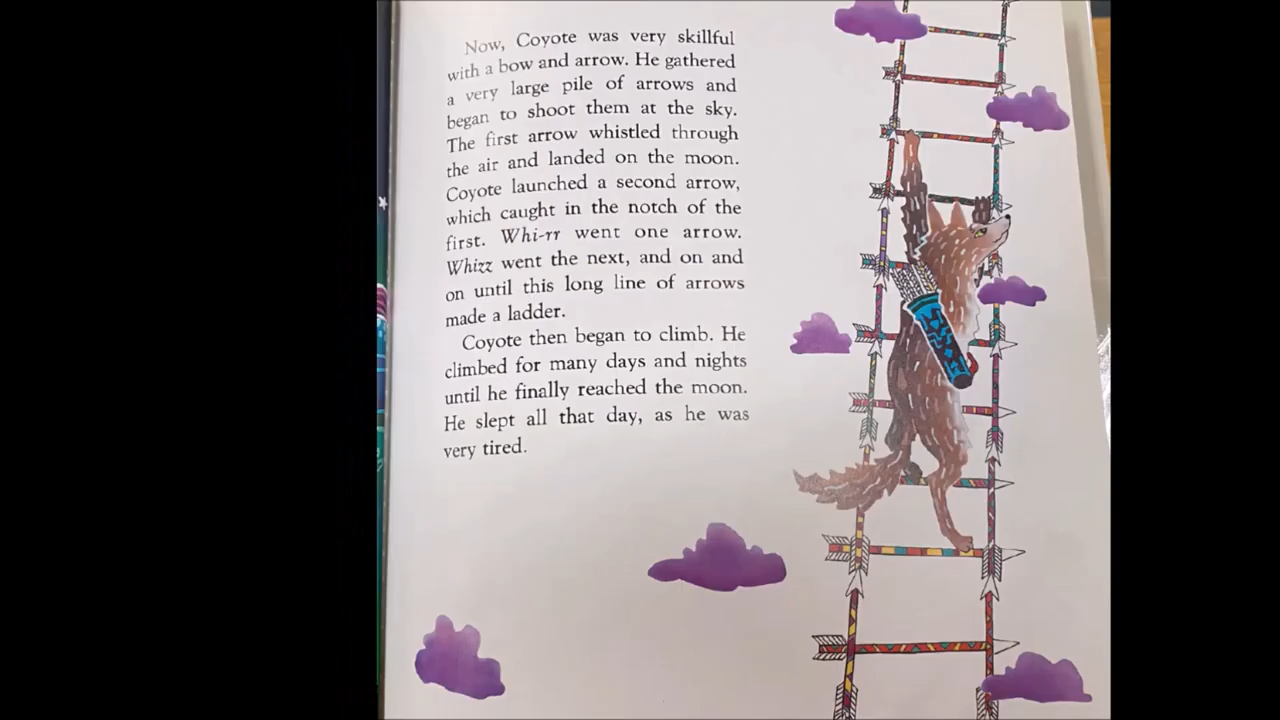 Now, Coyote was very skillful
with a bow and arrow. He gathered
a very large pile of arrows and
began to shoot them at the sky.
The first arrow whistled through
the air and landed on the moon.
Coyote launched a second arrow,
which caught in the notch of the
first. Whi-rr went one arrow.
Whizz went the next, and on and
on until this long line of arrows
made a ladder.
Coyote then began to climb. He
climbed for many days and nights
until he finally reached the moon.
He slept all that day, as he was
very tired.